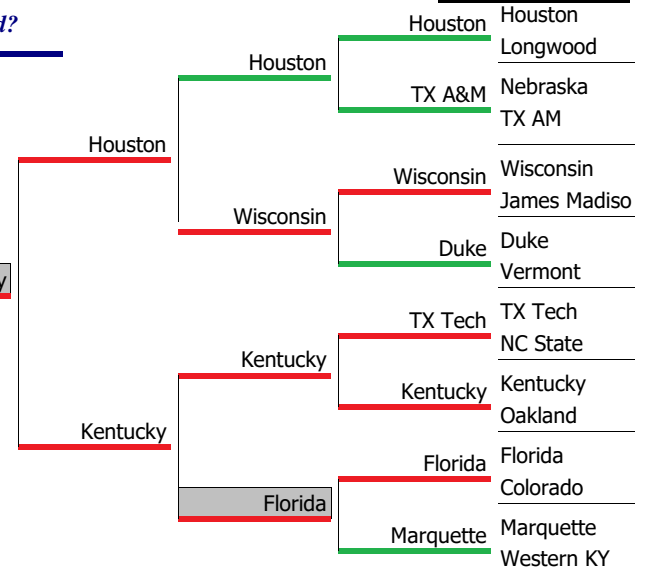 d?
Houston
Longwood
Nebraska
TX AM
Wisconsin
James Madiso
Duke
Vermont
TX Tech
NC State
Kentucky
Oakland
Florida
Colorado
Marquette
Western KY
Houston
TX A&M
Wisconsin
Duke
TX Tech
Kentucky
Florida
Marquette
Houston
Wisconsin
Kentucky
Florida
Houston
Kentucky
y